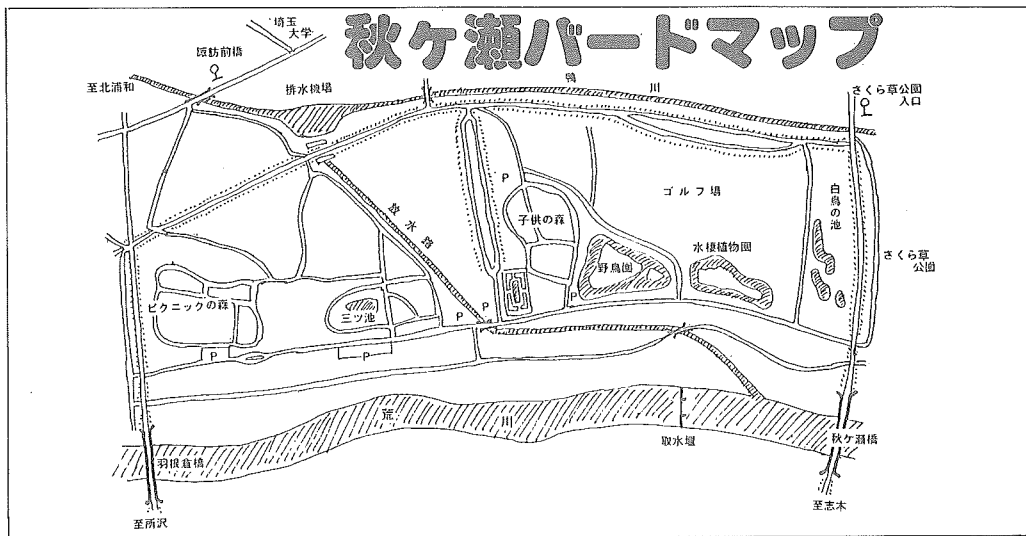 秋ヶ瀬バードマップ
埼玉
大学
諏訪前橋
至北浦和
排水機場
鴨
川
さくら草公園
入口
P
ゴルフ場
白鳥の池
放水路
子供の森
水棲植物園
野鳥園
さくら草
公園
ピクニックの森
三ツ池
P
P
P
P
P
荒
川
取水堰
秋ケ瀬橋
羽根倉橋
至志木
至所沢